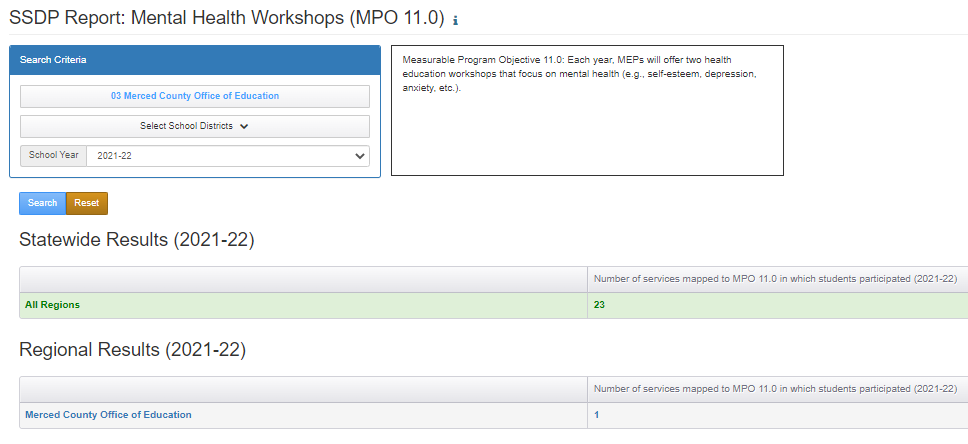 SSDP Report: Mental Health Workshops (MPO 11.0) i
Search Criteria
03 Merced County Office of Education
Select School Districts
School Year 2021-22
Measurable Program Objective 11.0: Each year, MEPs will offer two health
education workshops that focus on mental health (e.g., self-esteem, depression,
anxiety, etc.).
Search Reset
Statewide Results (2021-22)
Number of services mapped to MPO 11.0 in which students participated (2021-22)
All Regions 23
Regional Results (2021-22)
Number of services mapped to MPO 11.0 in which students participated (2021-22)
Merced County Office of Education 1